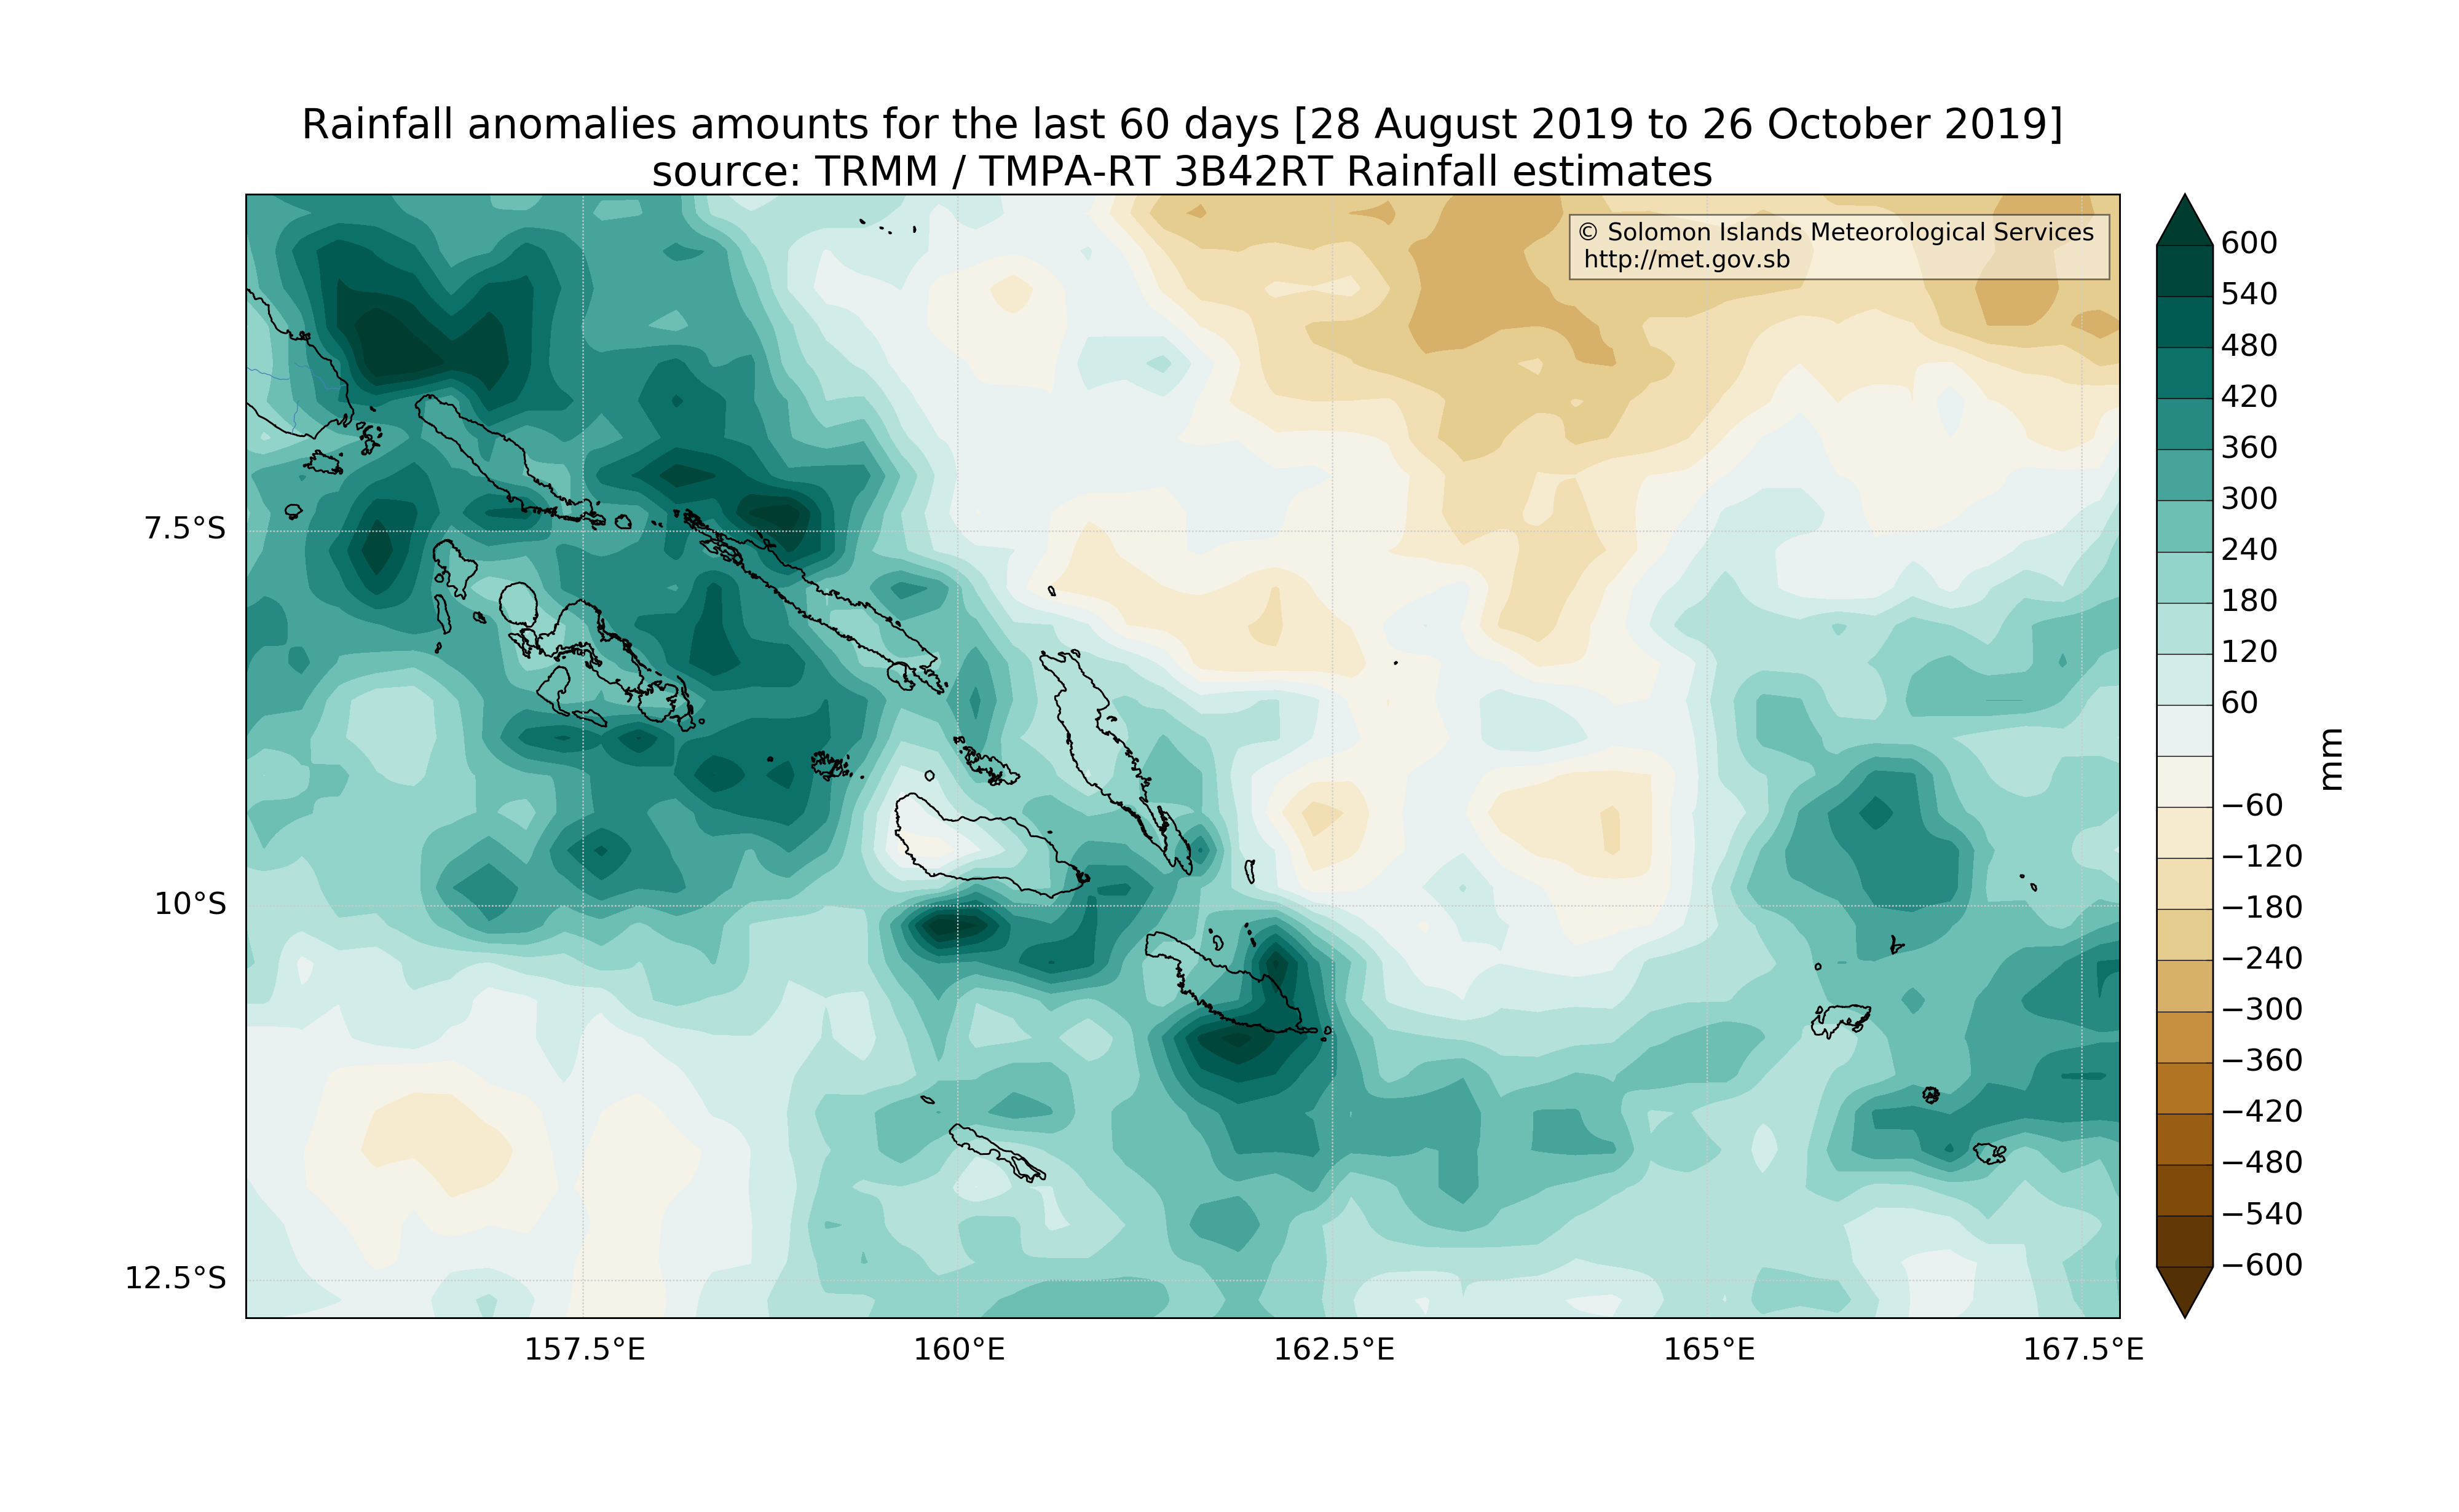 Rainfall anomalies amounts for the last 60 days [28 August 2019 to 26 October 2019]
source: TRMM / TMPA-RT 3B42RT Rainfall estimates
© Solomon Islands Meteorological Services
http://met.gov.sb
7.5°S
10°S
12.5°S
157.5°E
160°E
162.5°E
165°E
167.5°E
600
540
480
420
360
300
240
180
120
60
−60
−120
−180
−240
−300
−360
−420
−480
−540
−600
mm